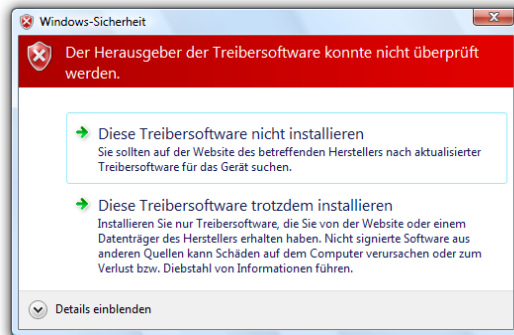 Windows-Sicherheit
Der Herausgeber der Treibersoftware konnte nicht überprüft
werden.
Diese Treibersoftware nicht installieren
Sie sollten auf der Website des betreffenden Herstellers nach aktualisierter
Treibersoftware für das Gerät suchen.
Diese Treibersoftware trotzdem installieren
Installieren Sie nur Treibersoftware, die Sie von der Website oder einem
Datenträger des Herstellers erhalten haben. Nicht signierte Software aus
anderen Quellen kann Schäden auf dem Computer verursachen oder zum
Verlust bzw. Diebstahl von Informationen führen.
Details einblenden